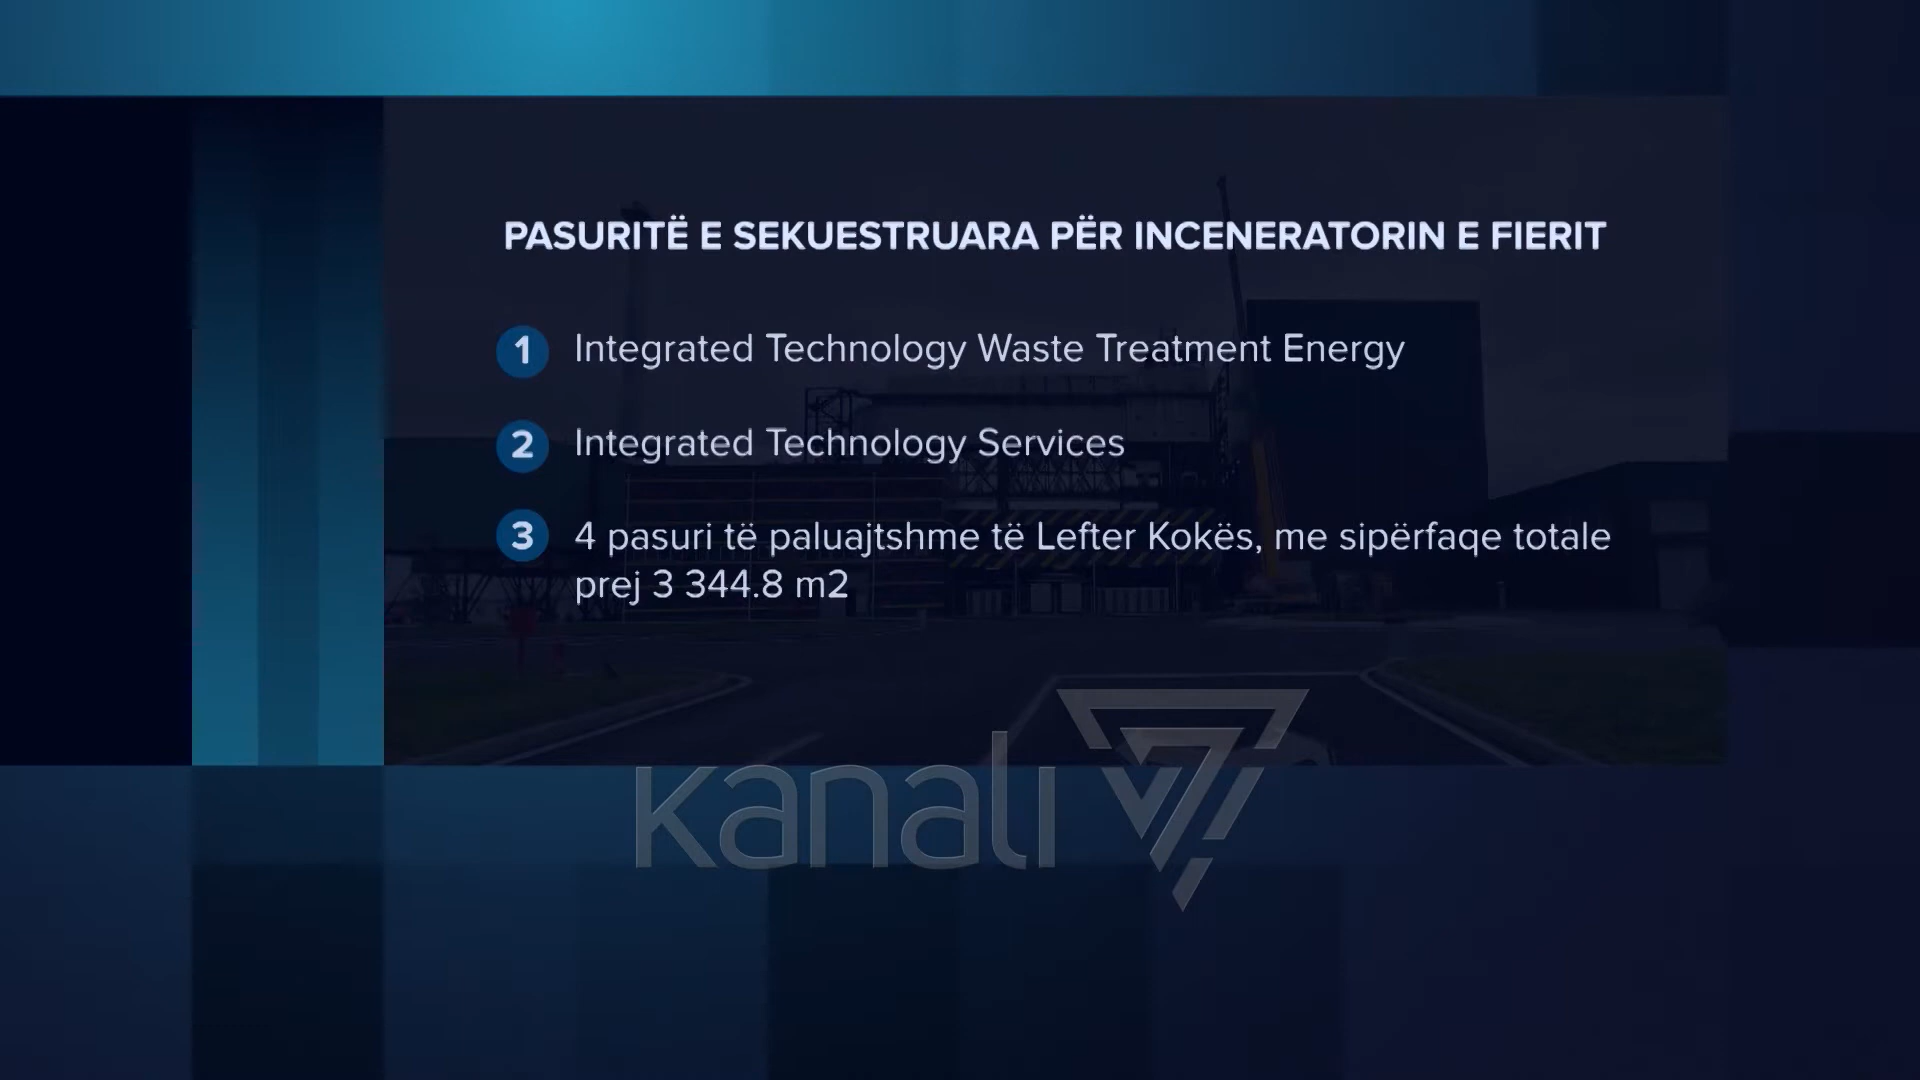 PASURITË E SEKUESTRUARA PËR INCENERATORIN E FIERIT
1 Integrated Technology Waste Treatment Energy
2 Integrated Technology Services
3 4 pasuri të paluajtshme të Lefter Kokës, me sipërfaqe totale
prej 3 344.8 m2
kanali 7